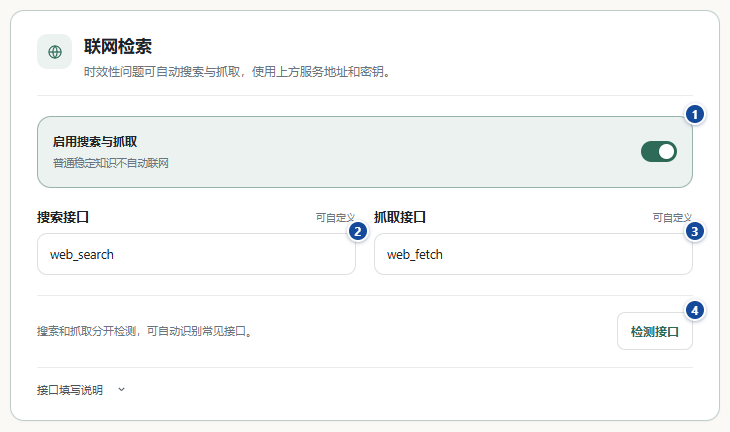 联网检索
时效性问题可自动搜索与抓取，使用上方服务地址和密钥。
1
启用搜索与抓取
普通稳定知识不自动联网
搜索接口 可自定义
抓取接口 可自定义
2
3
web_search
web_fetch
4
搜索和抓取分开检测，可自动识别常见接口。
检测接口
接口填写说明